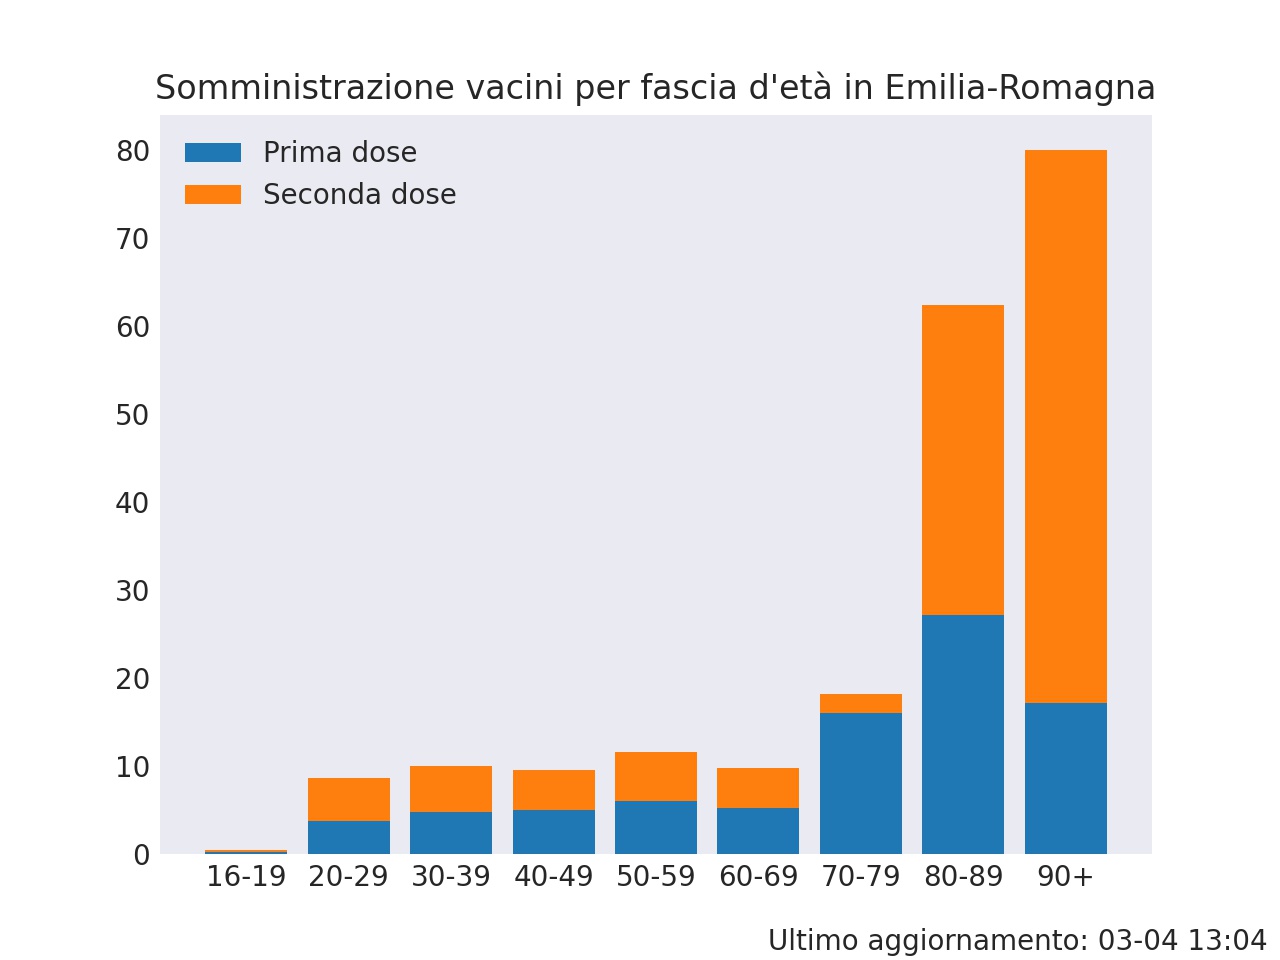 Somministrazione vacini per fascia d'età in Emilia-Romagna
Prima dose
Seconda dose
80
70
60
50
40
30
20
10
0
16-19 20-29 30-39 40-49 50-59 60-69 70-79 80-89 90+
Ultimo aggiornamento: 03-04 13:04